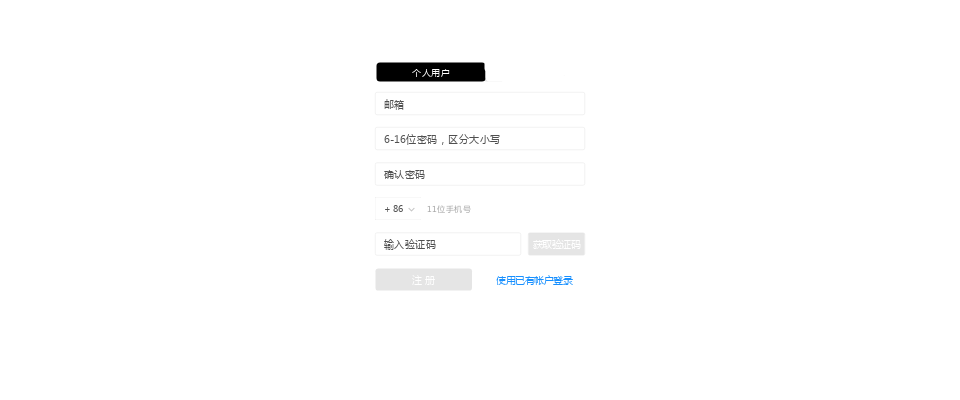 个人用户
邮箱
6-16位密码，区分大小写
确认密码
+ 86 11位手机号
输入验证码 获取验证码
注册 使用已有帐户登录